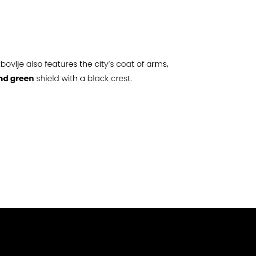 bovlje also features the city's coat of arms,
nd green shield with a black crest.